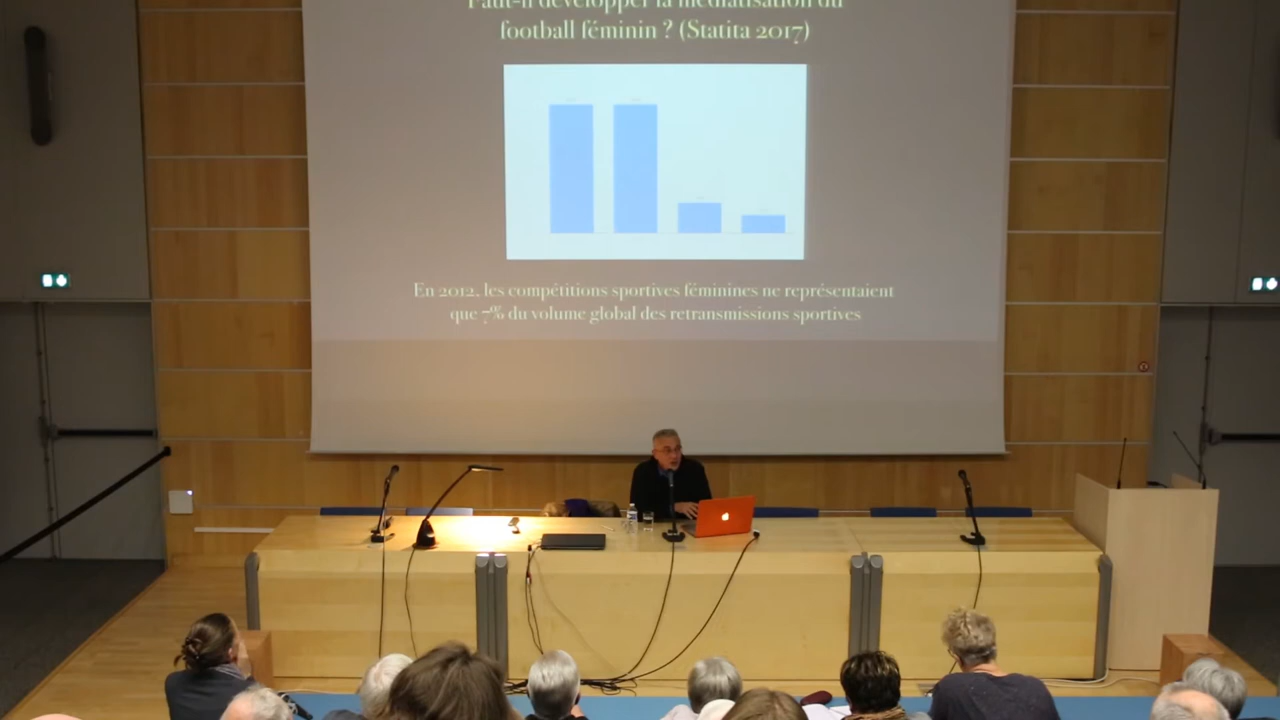 Faut-il développer la médiatisation du
football féminin ? (Statita 2017)
En 2012, les compétitions sportives féminines ne représentaient
que 7% du volume global des retransmissions sportives